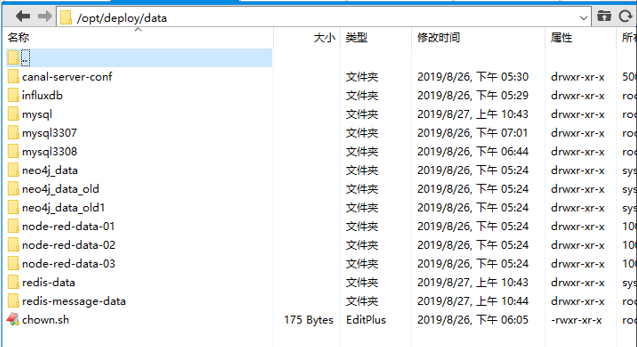 /opt/deploy/data
名称 大小 类型 修改时间 属性 所有
..
canal-server-conf 文件夹 2019/8/26, 下午 05:30 drwxr-xr-x 500
influxdb 文件夹 2019/8/26, 下午 05:29 drwxr-xr-x roo
mysql 文件夹 2019/8/27, 上午 10:43 drwxr-xr-x sys
mysql3307 文件夹 2019/8/26, 下午 07:01 drwxr-xr-x roo
mysql3308 文件夹 2019/8/26, 下午 06:44 drwxr-xr-x roo
neo4j_data 文件夹 2019/8/26, 下午 05:24 drwxr-xr-x sys
neo4j_data_old 文件夹 2019/8/26, 下午 05:24 drwxr-xr-x sys
neo4j_data_old1 文件夹 2019/8/26, 下午 05:24 drwxr-xr-x sys
node-red-data-01 文件夹 2019/8/26, 下午 05:24 drwxr-xr-x 100
node-red-data-02 文件夹 2019/8/26, 下午 05:24 drwxr-xr-x 100
node-red-data-03 文件夹 2019/8/26, 下午 05:24 drwxr-xr-x 100
redis-data 文件夹 2019/8/27, 上午 10:43 drwxr-xr-x sys
redis-message-data 文件夹 2019/8/27, 上午 10:44 drwxr-xr-x roo
chown.sh 175 Bytes EditPlus 2019/8/26, 下午 06:05 -rwxr-xr-x roo